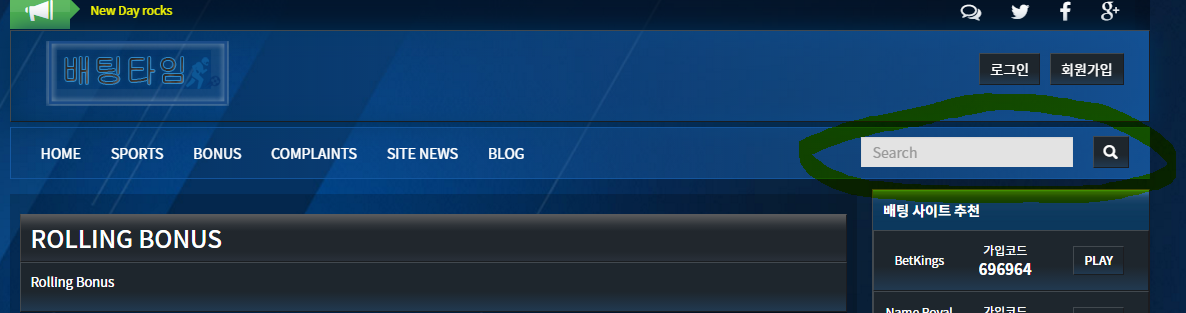 New Day rocks
배팅타임
로그인 회원가입
HOME SPORTS BONUS COMPLAINTS SITE NEWS BLOG Search
배팅 사이트 추천
ROLLING BONUS
Rolling Bonus
BetKings 가입코드 696964 PLAY
Name Royal 가입코드